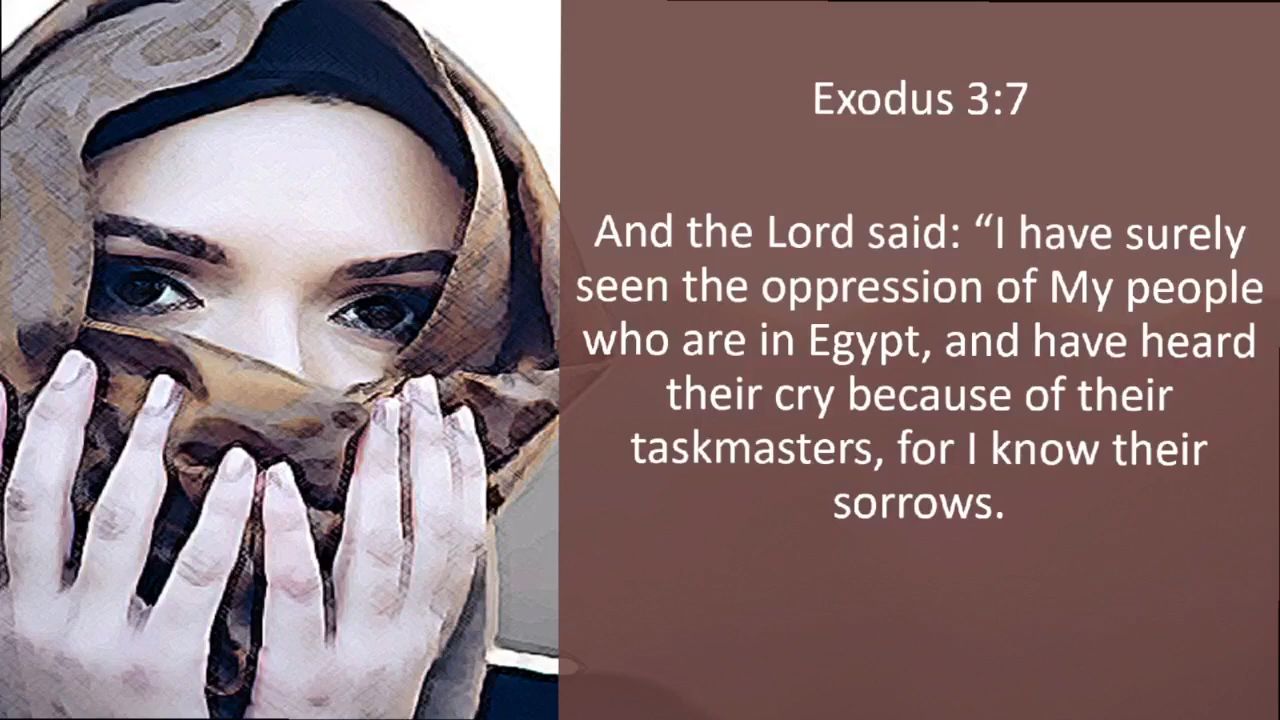 Exodus 3:7
And the Lord said: “I have surely
seen the oppression of My people
who are in Egypt, and have heard
their cry because of their
taskmasters, for I know their
sorrows.